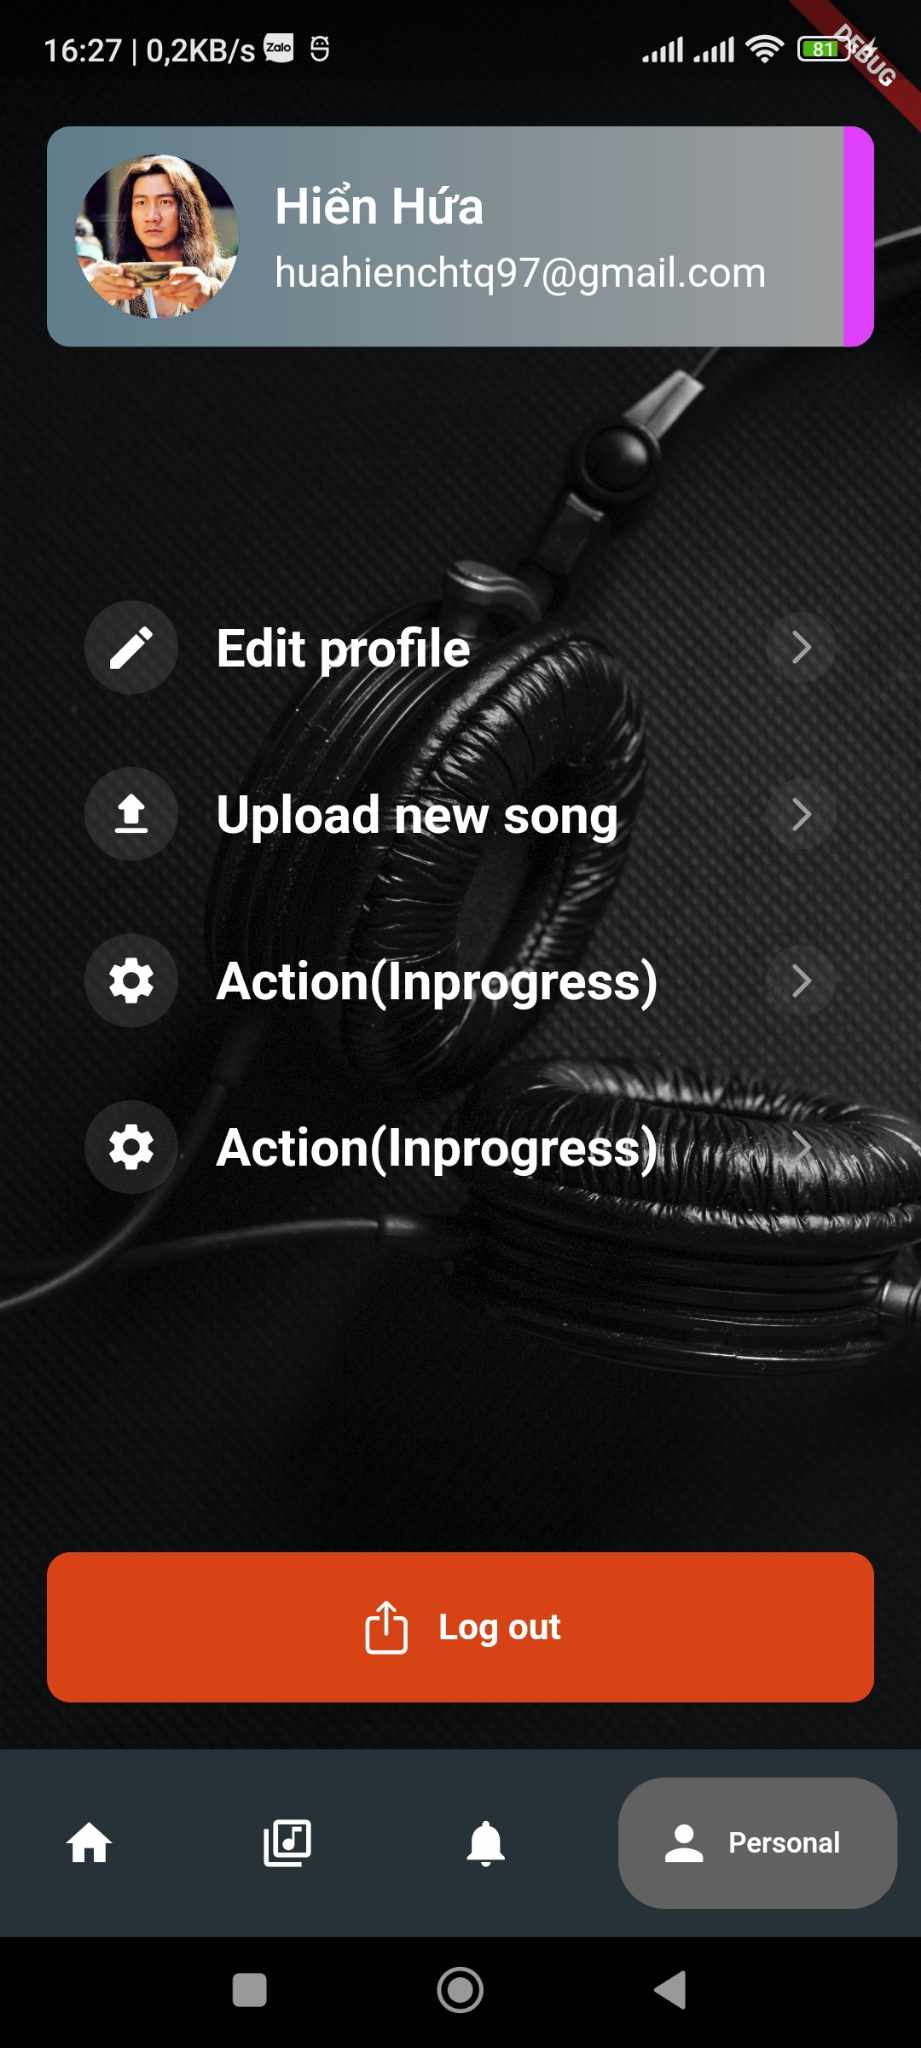 16:27 | 0,2KB/s Zalo 81
DEBUG
Hiển Hứa
huahienchtq97@gmail.com
Edit profile
Upload new song
Action(Inprogress)
Action(Inprogress)
Log out
Personal